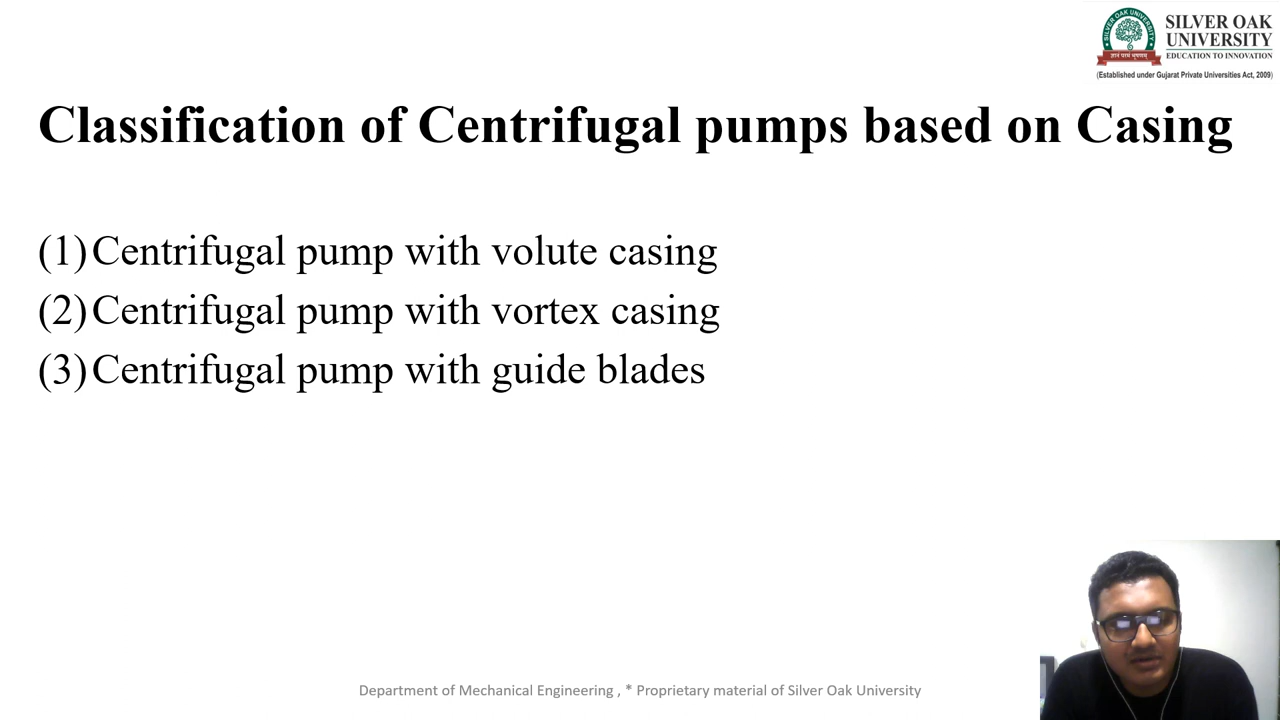 SILVER OAK
UNIVERSITY
EDUCATION TO INNOVATION
(Established under Gujarat Private Universities Act, 2009)
Classification of Centrifugal pumps based on Casing
(1) Centrifugal pump with volute casing
(2) Centrifugal pump with vortex casing
(3) Centrifugal pump with guide blades
Department of Mechanical Engineering , * Proprietary material of Silver Oak University